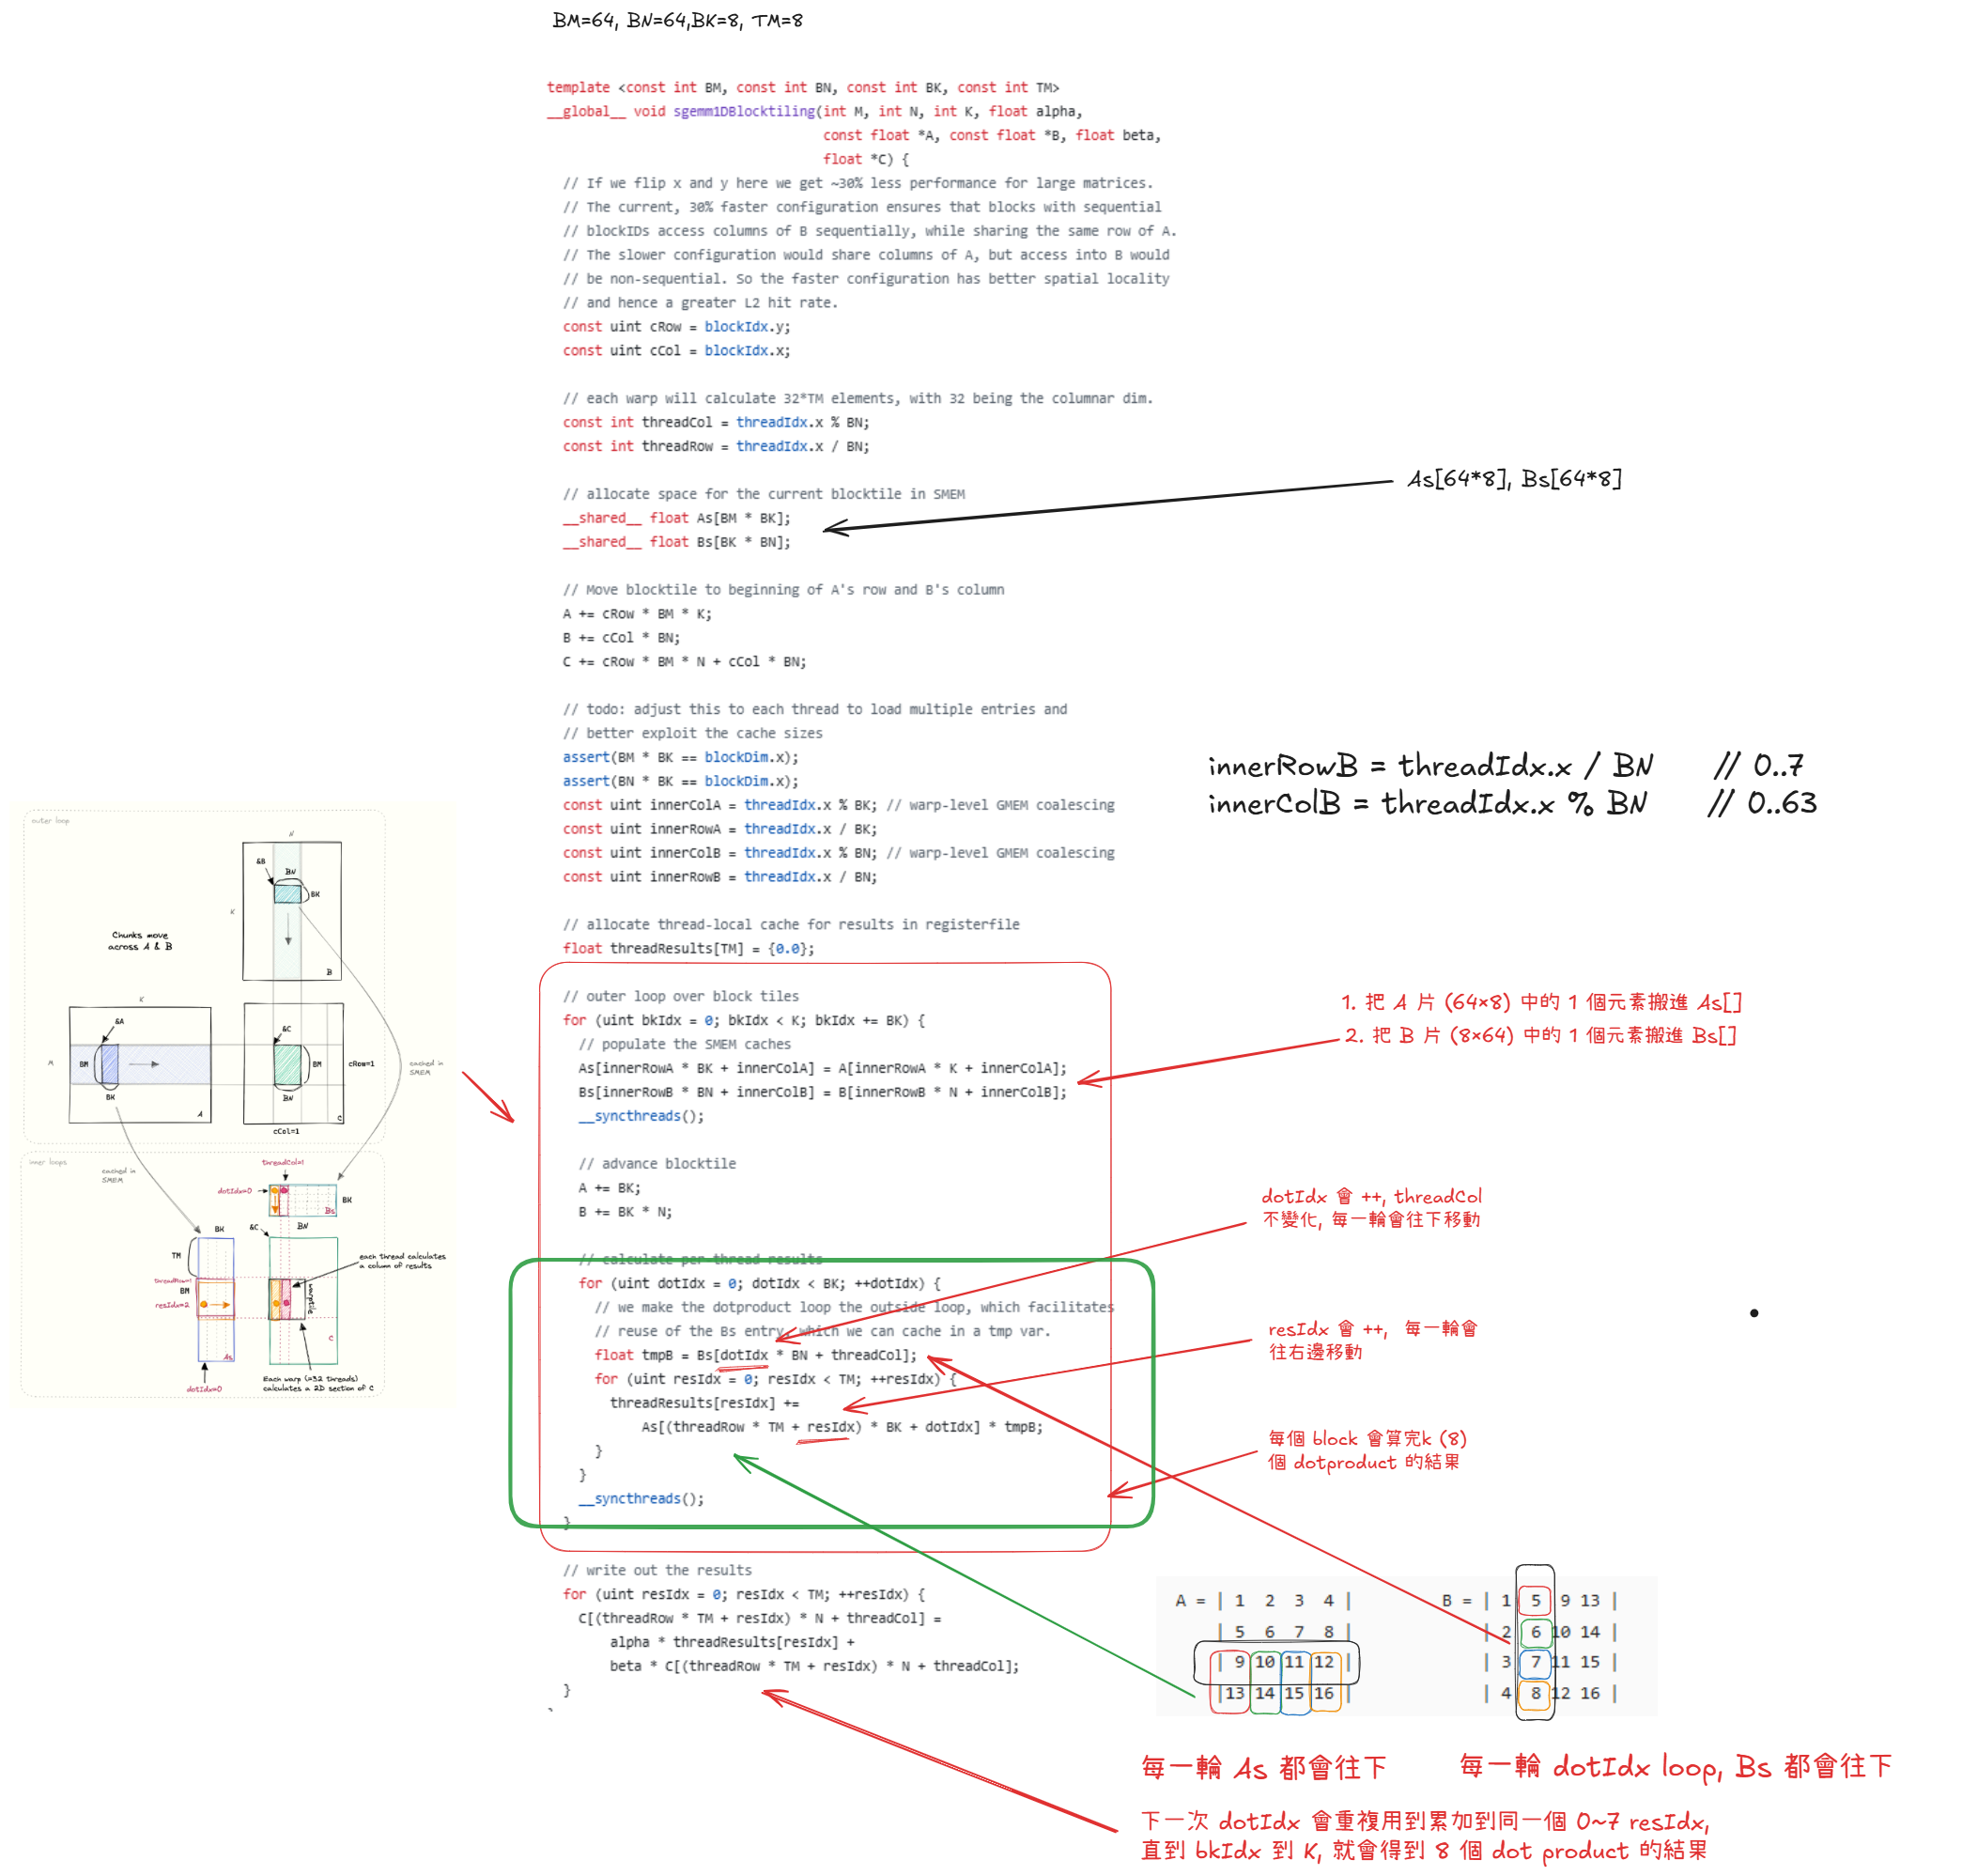 BM=64, BN=64,BK=8, TM=8
template <const int BM, const int BN, const int BK, const int TM>
__global__ void sgemm1DBlocktiling(int M, int N, int K, float alpha,
const float *A, const float *B, float beta,
float *C) {
// If we flip x and y here we get ~30% less performance for large matrices.
// The current, 30% faster configuration ensures that blocks with sequential
// blockIDs access columns of B sequentially, while sharing the same row of A.
// The slower configuration would share columns of A, but access into B would
// be non-sequential. So the faster configuration has better spatial locality
// and hence a greater L2 hit rate.
const uint cRow = blockIdx.y;
const uint cCol = blockIdx.x;
// each warp will calculate 32*TM elements, with 32 being the columnar dim.
const int threadCol = threadIdx.x % BN;
const int threadRow = threadIdx.x / BN;
As[64*8], Bs[64*8]
// allocate space for the current blocktile in SMEM
__shared__ float As[BM * BK];
__shared__ float Bs[BK * BN];
// Move blocktile to beginning of A's row and B's column
A += cRow * BM * K;
B += cCol * BN;
C += cRow * BM * N + cCol * BN;
// todo: adjust this to each thread to load multiple entries and
// better exploit the cache sizes
assert(BM * BK == blockDim.x);
assert(BN * BK == blockDim.x);
const uint innerColA = threadIdx.x % BK; // warp-level GMEM coalescing
const uint innerRowA = threadIdx.x / BK;
const uint innerColB = threadIdx.x % BN; // warp-level GMEM coalescing
const uint innerRowB = threadIdx.x / BN;
innerRowB = threadIdx.x / BN // 0..7
innerColB = threadIdx.x % BN // 0..63
// allocate thread-local cache for results in registerfile
float threadResults[TM] = {0.0};
// outer loop over block tiles
for (uint bkIdx = 0; bkIdx < K; bkIdx += BK) {
// populate the SMEM caches
As[innerRowA * BK + innerColA] = A[innerRowA * K + innerColA];
Bs[innerRowB * BN + innerColB] = B[innerRowB * N + innerColB];
__syncthreads();
1. 把 A 片 (64×8) 中的 1 個元素搬進 As[]
2. 把 B 片 (8×64) 中的 1 個元素搬進 Bs[]
// advance blocktile
A += BK;
B += BK * N;
dotIdx 會 ++, threadCol
不變化, 每一輪會往下移動
// calculate per-thread results
for (uint dotIdx = 0; dotIdx < BK; ++dotIdx) {
// we make the dotproduct loop the outside loop, which facilitates
// reuse of the Bs entry, which we can cache in a tmp var.
float tmpB = Bs[dotIdx * BN + threadCol];
for (uint resIdx = 0; resIdx < TM; ++resIdx) {
threadResults[resIdx] +=
As[(threadRow * TM + resIdx) * BK + dotIdx] * tmpB;
}
}
__syncthreads();
}
resIdx 會 ++, 每一輪會
往右邊移動
每個 block 會算完k (8)
個 dotproduct 的結果
// write out the results
for (uint resIdx = 0; resIdx < TM; ++resIdx) {
C[(threadRow * TM + resIdx) * N + threadCol] =
alpha * threadResults[resIdx] +
beta * C[(threadRow * TM + resIdx) * N + threadCol];
}
A = | 1 2 3 4 |
| 5 6 7 8 |
| 9 10 11 12 |
|13 14 15 16 |
B = | 1 5 9 13 |
| 2 6 10 14 |
| 3 7 11 15 |
| 4 8 12 16 |
每一輪 As 都會往下
每一輪 dotIdx loop, Bs 都會往下
下一次 dotIdx 會重複用到累加到同一個 0~7 resIdx,
直到 bkIdx 到 K, 就會得到 8 個 dot product 的結果
outer loop
N
&B
BN
BK
K
B
Chunks move
across A & B
K
&A
M
BM
BK
A
&C
BM
cRow=1
BN
C
cCol=1
cached in
SMEM
inner loops
cached in
SMEM
threadCol=1
dotIdx=0
BK
Bs
BN
BK
&C
TM
each thread calculates
a column of results
threadRow=1
BM
resIdx=2
warptile
C
As
dotIdx=0
Each warp (=32 threads)
calculates a 2D section of C